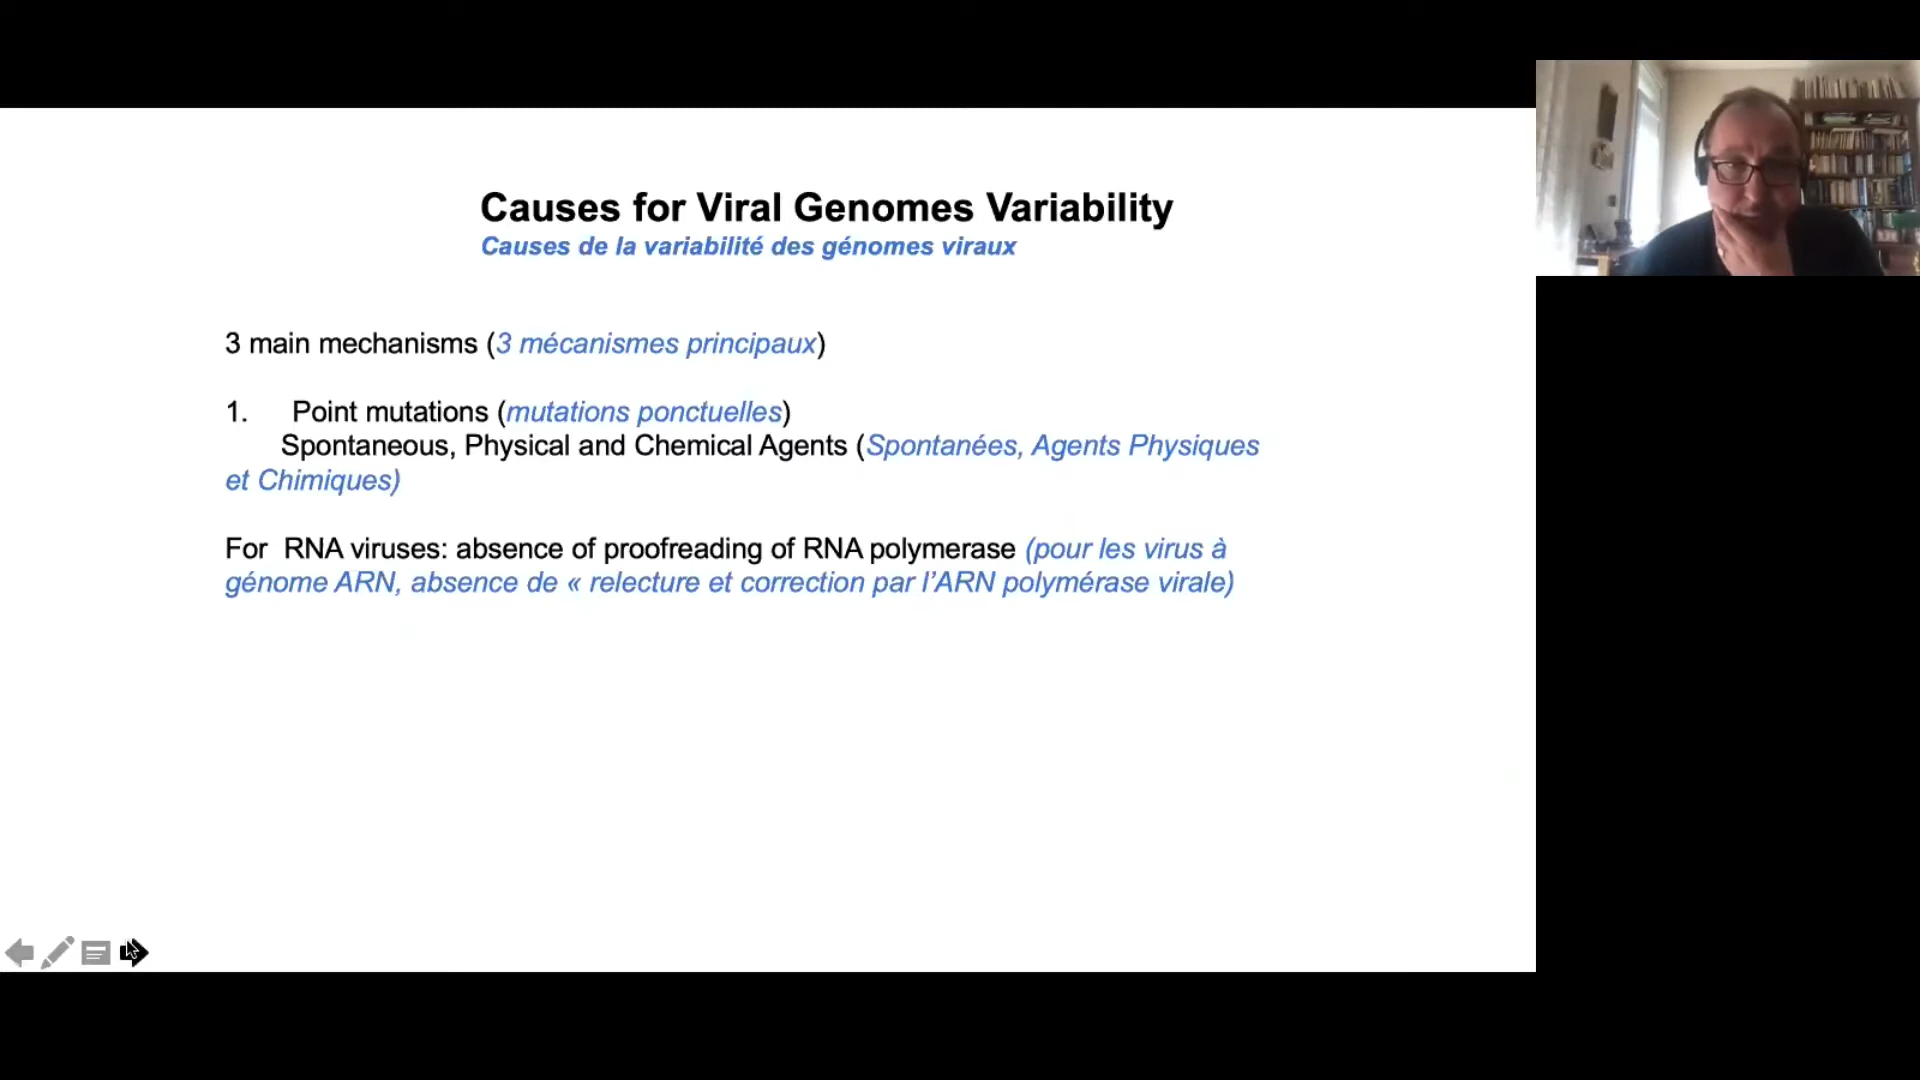 Causes for Viral Genomes Variability
Causes de la variabilité des génomes viraux
3 main mechanisms (3 mécanismes principaux)
1. Point mutations (mutations ponctuelles)
Spontaneous, Physical and Chemical Agents (Spontanées, Agents Physiques
et Chimiques)
For RNA viruses: absence of proofreading of RNA polymerase (pour les virus à
génome ARN, absence de « relecture et correction par l’ARN polymérase virale)